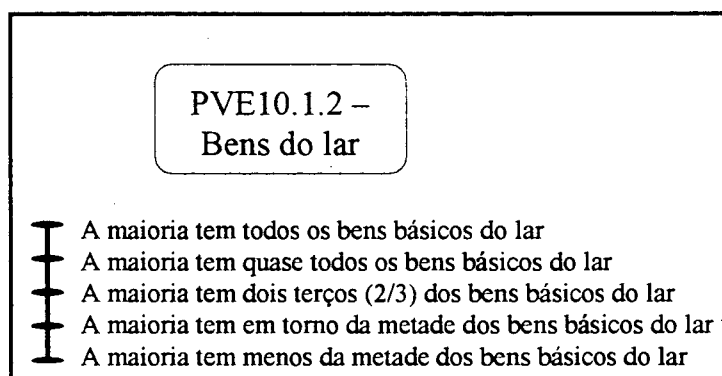 PVE10.1.2 –
Bens do lar
A maioria tem todos os bens básicos do lar
A maioria tem quase todos os bens básicos do lar
A maioria tem dois terços (2/3) dos bens básicos do lar
A maioria tem em torno da metade dos bens básicos do lar
A maioria tem menos da metade dos bens básicos do lar